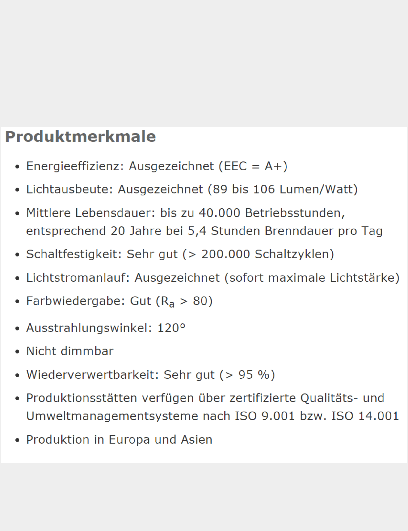 Produktmerkmale
• Energieeffizienz: Ausgezeichnet (EEC = A+)
• Lichtausbeute: Ausgezeichnet (89 bis 106 Lumen/Watt)
• Mittlere Lebensdauer: bis zu 40.000 Betriebsstunden,
entsprechend 20 Jahre bei 5,4 Stunden Brenndauer pro Tag
• Schaltfestigkeit: Sehr gut (> 200.000 Schaltzyklen)
• Lichtstromanlauf: Ausgezeichnet (sofort maximale Lichtstärke)
• Farbwiedergabe: Gut (Ra > 80)
• Ausstrahlungswinkel: 120°
• Nicht dimmbar
• Wiederverwertbarkeit: Sehr gut (> 95 %)
• Produktionsstätten verfügen über zertifizierte Qualitäts- und
Umweltmanagementsysteme nach ISO 9.001 bzw. ISO 14.001
• Produktion in Europa und Asien